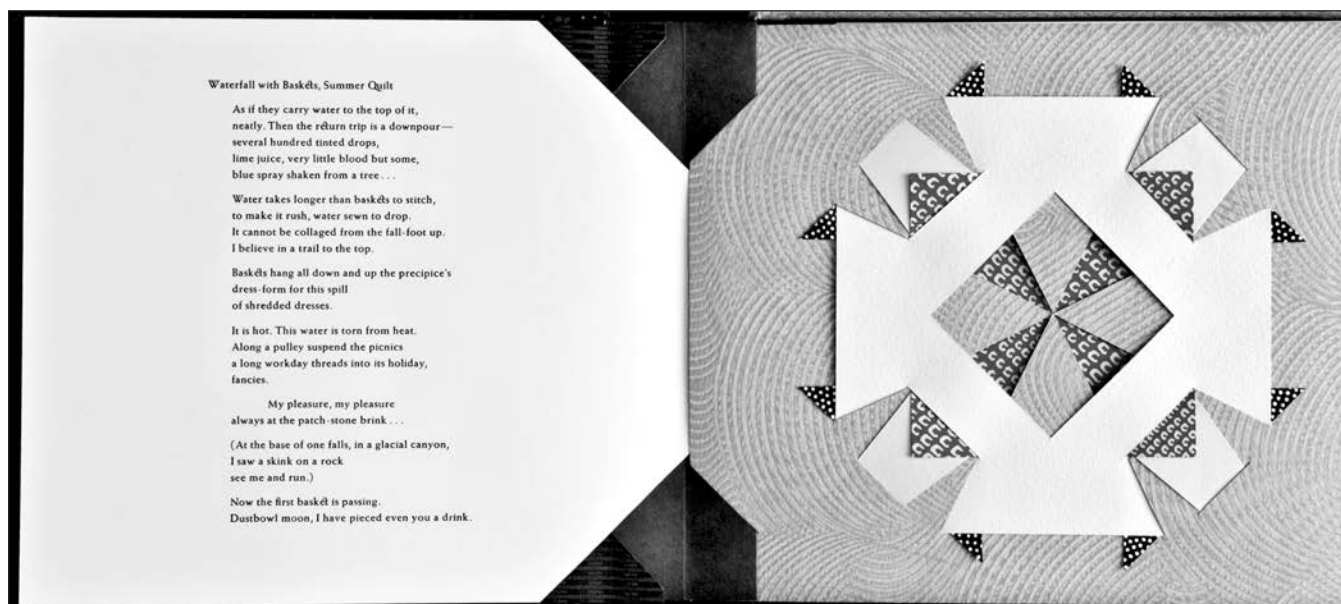 Waterfall with Baskets, Summer Quilt
As if they carry water to the top of it,
neatly. Then the return trip is a downpour—
several hundred tinted drops,
lime juice, very little blood but some,
blue spray shaken from a tree . . .
Water takes longer than baskets to stitch,
to make it rush, water sewn to drop.
It cannot be collaged from the fall-foot up.
I believe in a trail to the top.
Baskets hang all down and up the precipice's
dress-form for this spill
of shredded dresses.
It is hot. This water is torn from heat.
Along a pulley suspend the picnics
a long workday threads into its holiday,
fancies.
My pleasure, my pleasure
always at the patch-stone brink . . .
(At the base of one falls, in a glacial canyon,
I saw a skink on a rock
see me and run.)
Now the first basket is passing.
Dustbowl moon, I have pieced even you a drink.